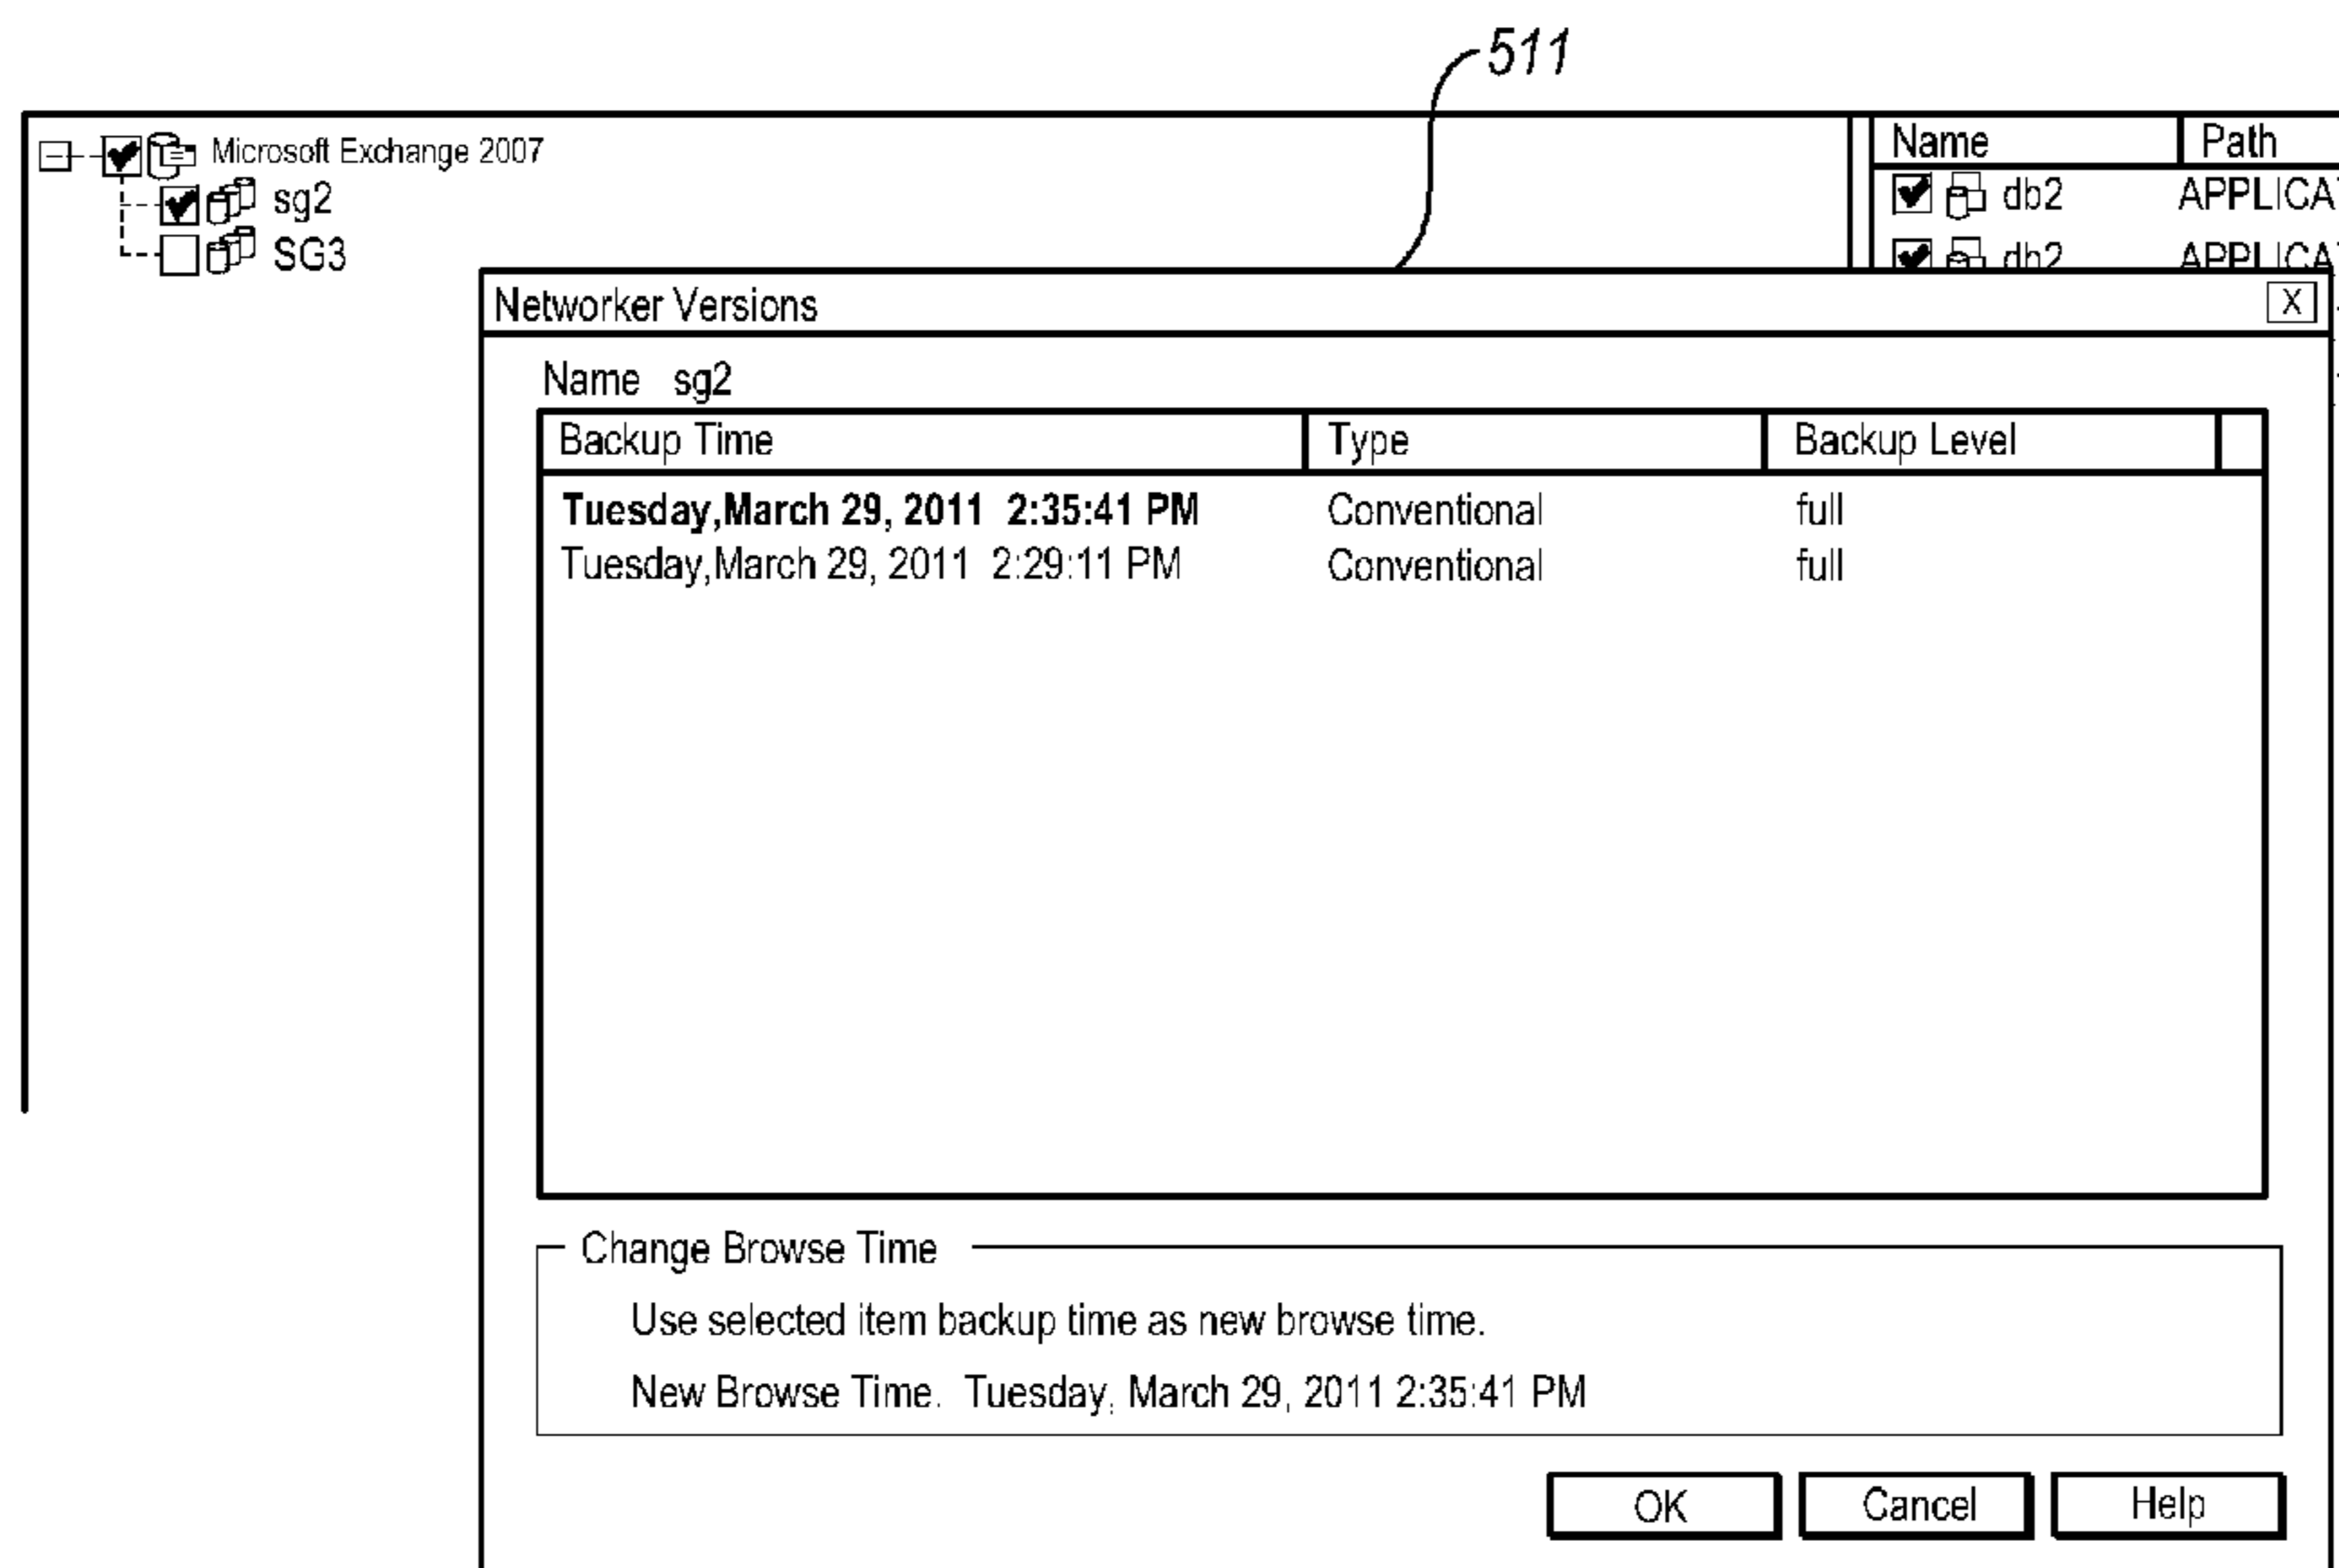 511
Microsoft Exchange 2007
sg2
SG3
Name Path
db2 APPLICA
db2 APPLICA
Networker Versions X
Name sg2
Backup Time Type Backup Level
Tuesday,March 29, 2011 2:35:41 PM Conventional full
Tuesday,March 29, 2011 2:29:11 PM Conventional full
Change Browse Time
Use selected item backup time as new browse time.
New Browse Time. Tuesday, March 29, 2011 2:35:41 PM
OK Cancel Help